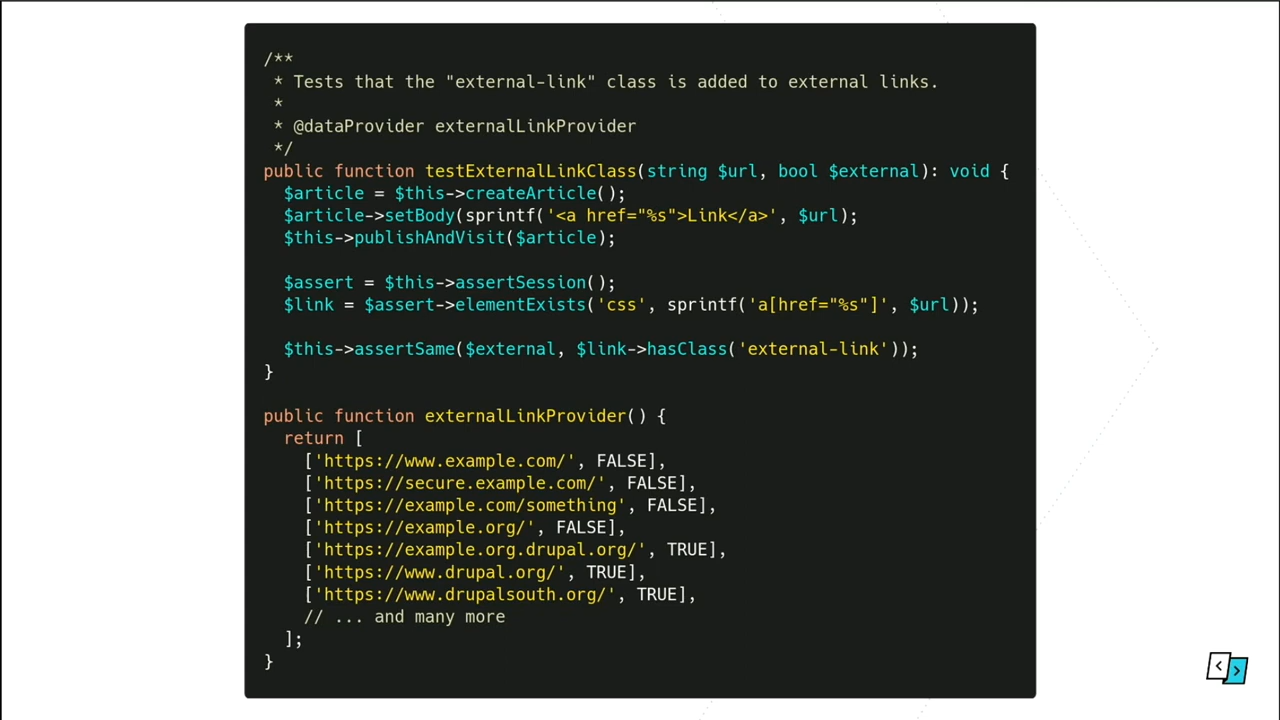 /**
 * Tests that the "external-link" class is added to external links.
 *
 * @dataProvider externalLinkProvider
 */
public function testExternalLinkClass(string $url, bool $external): void {
  $article = $this->createArticle();
  $article->setBody(sprintf('<a href="%s">Link</a>', $url);
  $this->publishAndVisit($article);

  $assert = $this->assertSession();
  $link = $assert->elementExists('css', sprintf('a[href="%s"]', $url));

  $this->assertSame($external, $link->hasClass('external-link'));
}

public function externalLinkProvider() {
  return [
    ['https://www.example.com/', FALSE],
    ['https://secure.example.com/', FALSE],
    ['https://example.com/something', FALSE],
    ['https://example.org/', FALSE],
    ['https://example.org.drupal.org/', TRUE],
    ['https://www.drupal.org/', TRUE],
    ['https://www.drupalsouth.org/', TRUE],
    // ... and many more
  ];
}